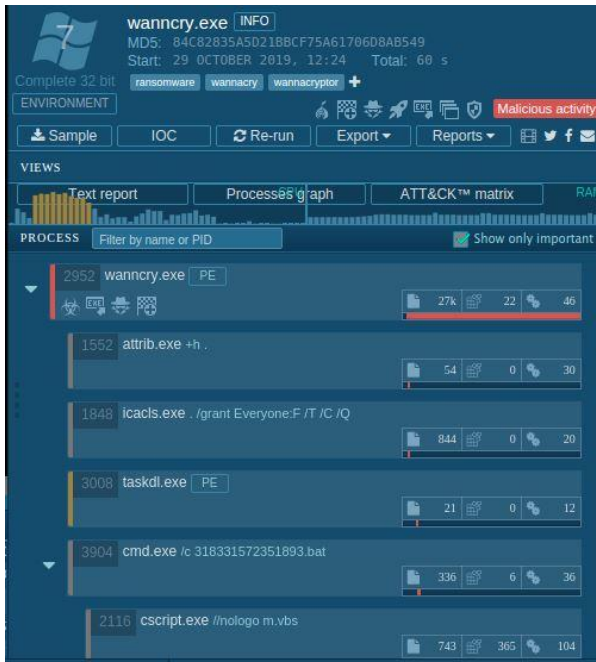 7
wanncry.exe INFO
MD5: 84C82835A5D21BBCF75A61706D8AB549
Start: 29 OCTOBER 2019, 12:24 Total: 60 s
Complete 32 bit
ransomware wannacry wannacryptor +
ENVIRONMENT
EXE
Malicious activity
Sample IOC Re-run Export Reports
VIEWS
Text report Processes graph ATT&CK™ matrix
CPU RAM
PROCESS Filter by name or PID Show only important
2952 wanncry.exe PE
EXE
27k 22 46
1552 attrib.exe +h .
54 0 30
1848 icacls.exe . /grant Everyone:F /T /C /Q
844 0 20
3008 taskdl.exe PE
21 0 12
3904 cmd.exe /c 318331572351893.bat
336 6 36
2116 cscript.exe //nologo m.vbs
743 365 104